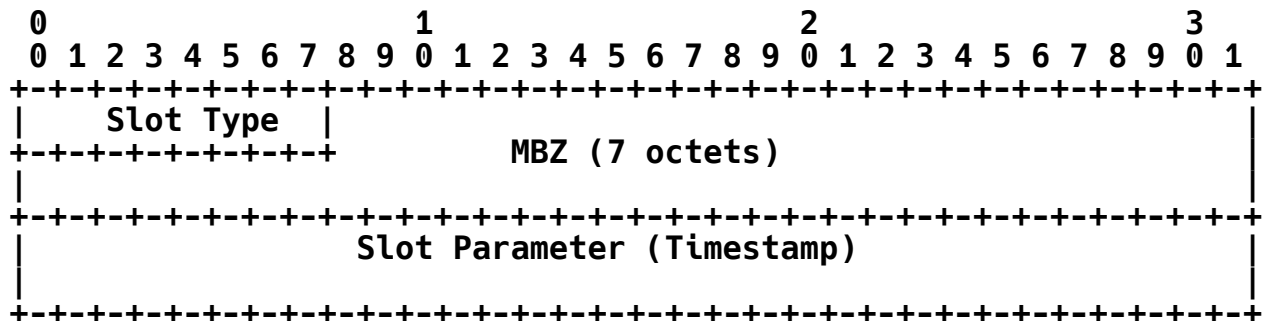 0                   1                   2                   3
 0 1 2 3 4 5 6 7 8 9 0 1 2 3 4 5 6 7 8 9 0 1 2 3 4 5 6 7 8 9 0 1
+-+-+-+-+-+-+-+-+-+-+-+-+-+-+-+-+-+-+-+-+-+-+-+-+-+-+-+-+-+-+-+-+
|    Slot Type  |                                               |
+-+-+-+-+-+-+-+-+         MBZ (7 octets)                        |
|                                                               |
+-+-+-+-+-+-+-+-+-+-+-+-+-+-+-+-+-+-+-+-+-+-+-+-+-+-+-+-+-+-+-+-+
|                 Slot Parameter (Timestamp)                    |
|                                                               |
+-+-+-+-+-+-+-+-+-+-+-+-+-+-+-+-+-+-+-+-+-+-+-+-+-+-+-+-+-+-+-+-+